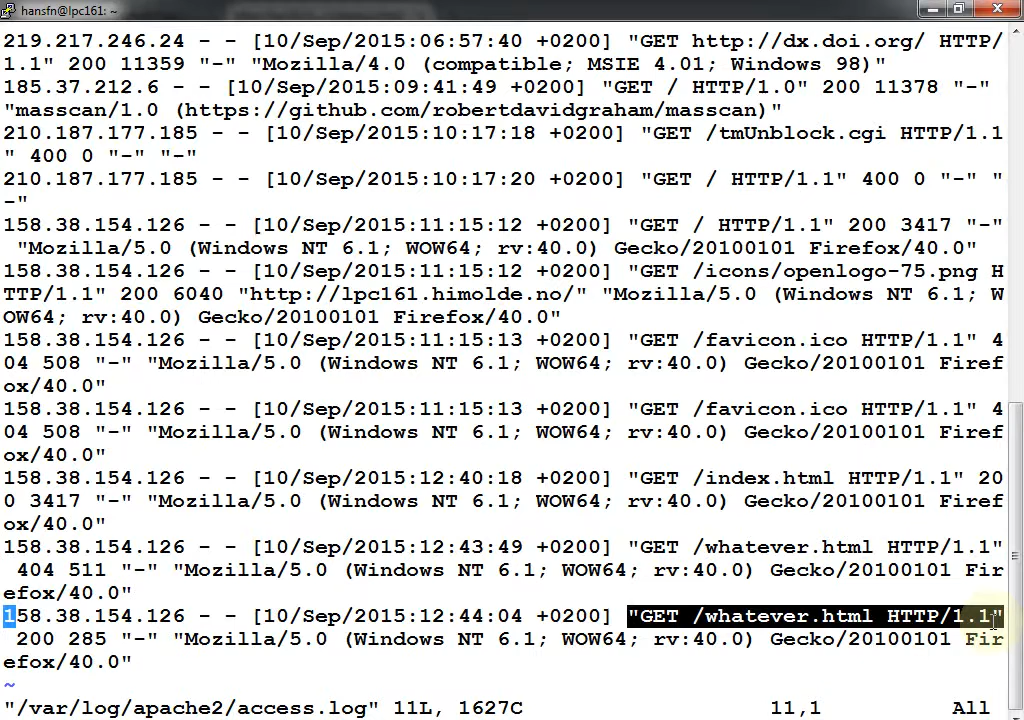 hansfn@lpc161: ~
219.217.246.24 - - [10/Sep/2015:06:57:40 +0200] "GET http://dx.doi.org/ HTTP/
1.1" 200 11359 "-" "Mozilla/4.0 (compatible; MSIE 4.01; Windows 98)"
185.37.212.6 - - [10/Sep/2015:09:41:49 +0200] "GET / HTTP/1.0" 200 11378 "-"
"masscan/1.0 (https://github.com/robertdavidgraham/masscan)"
210.187.177.185 - - [10/Sep/2015:10:17:18 +0200] "GET /tmUnblock.cgi HTTP/1.1
" 400 0 "-" "-"
210.187.177.185 - - [10/Sep/2015:10:17:20 +0200] "GET / HTTP/1.1" 400 0 "-" "
-"
158.38.154.126 - - [10/Sep/2015:11:15:12 +0200] "GET / HTTP/1.1" 200 3417 "-"
"Mozilla/5.0 (Windows NT 6.1; WOW64; rv:40.0) Gecko/20100101 Firefox/40.0"
158.38.154.126 - - [10/Sep/2015:11:15:12 +0200] "GET /icons/openlogo-75.png H
TTP/1.1" 200 6040 "http://lpc161.himolde.no/" "Mozilla/5.0 (Windows NT 6.1; W
OW64; rv:40.0) Gecko/20100101 Firefox/40.0"
158.38.154.126 - - [10/Sep/2015:11:15:13 +0200] "GET /favicon.ico HTTP/1.1" 4
04 508 "-" "Mozilla/5.0 (Windows NT 6.1; WOW64; rv:40.0) Gecko/20100101 Firef
ox/40.0"
158.38.154.126 - - [10/Sep/2015:11:15:13 +0200] "GET /favicon.ico HTTP/1.1" 4
04 508 "-" "Mozilla/5.0 (Windows NT 6.1; WOW64; rv:40.0) Gecko/20100101 Firef
ox/40.0"
158.38.154.126 - - [10/Sep/2015:12:40:18 +0200] "GET /index.html HTTP/1.1" 20
0 3417 "-" "Mozilla/5.0 (Windows NT 6.1; WOW64; rv:40.0) Gecko/20100101 Firef
ox/40.0"
158.38.154.126 - - [10/Sep/2015:12:43:49 +0200] "GET /whatever.html HTTP/1.1"
404 511 "-" "Mozilla/5.0 (Windows NT 6.1; WOW64; rv:40.0) Gecko/20100101 Fir
efox/40.0"
158.38.154.126 - - [10/Sep/2015:12:44:04 +0200] "GET /whatever.html HTTP/1.1"
200 285 "-" "Mozilla/5.0 (Windows NT 6.1; WOW64; rv:40.0) Gecko/20100101 Fir
efox/40.0"
~
"/var/log/apache2/access.log" 11L, 1627C 11,1 All